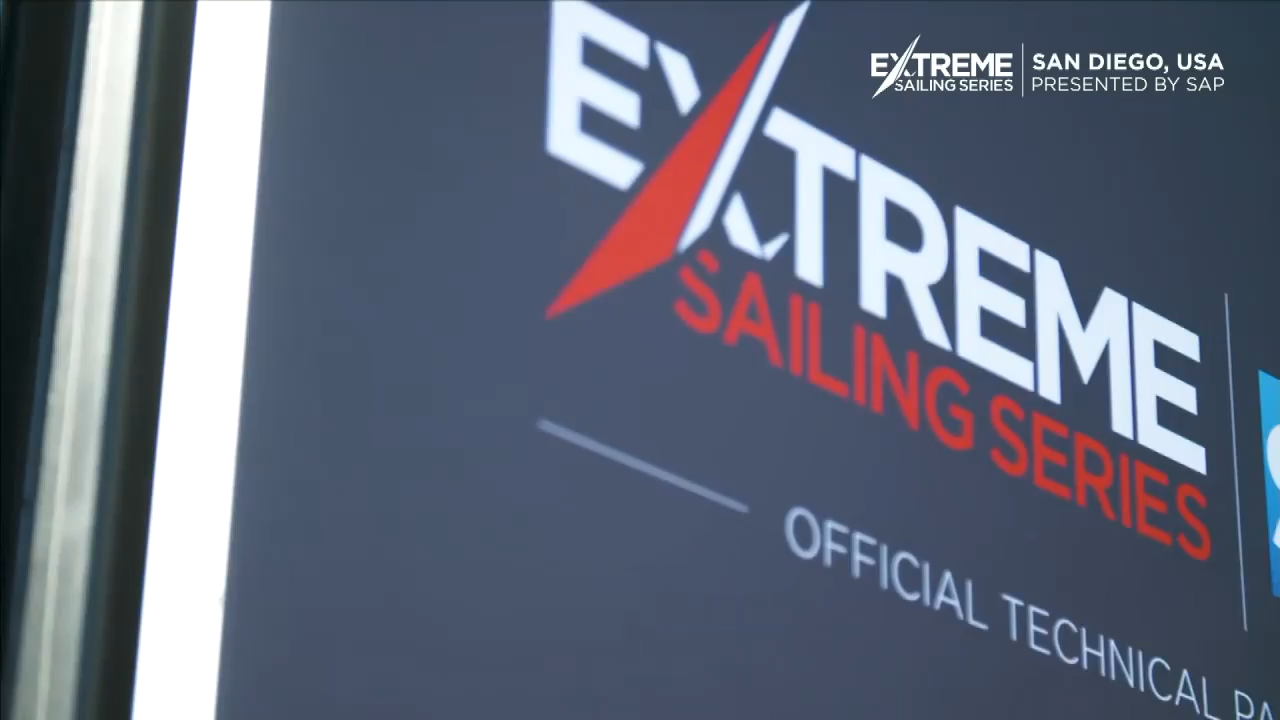 EXTREME
SAILING SERIES
SAN DIEGO, USA
PRESENTED BY SAP
EXTREME
SAILING SERIES
OFFICIAL TECHNICAL